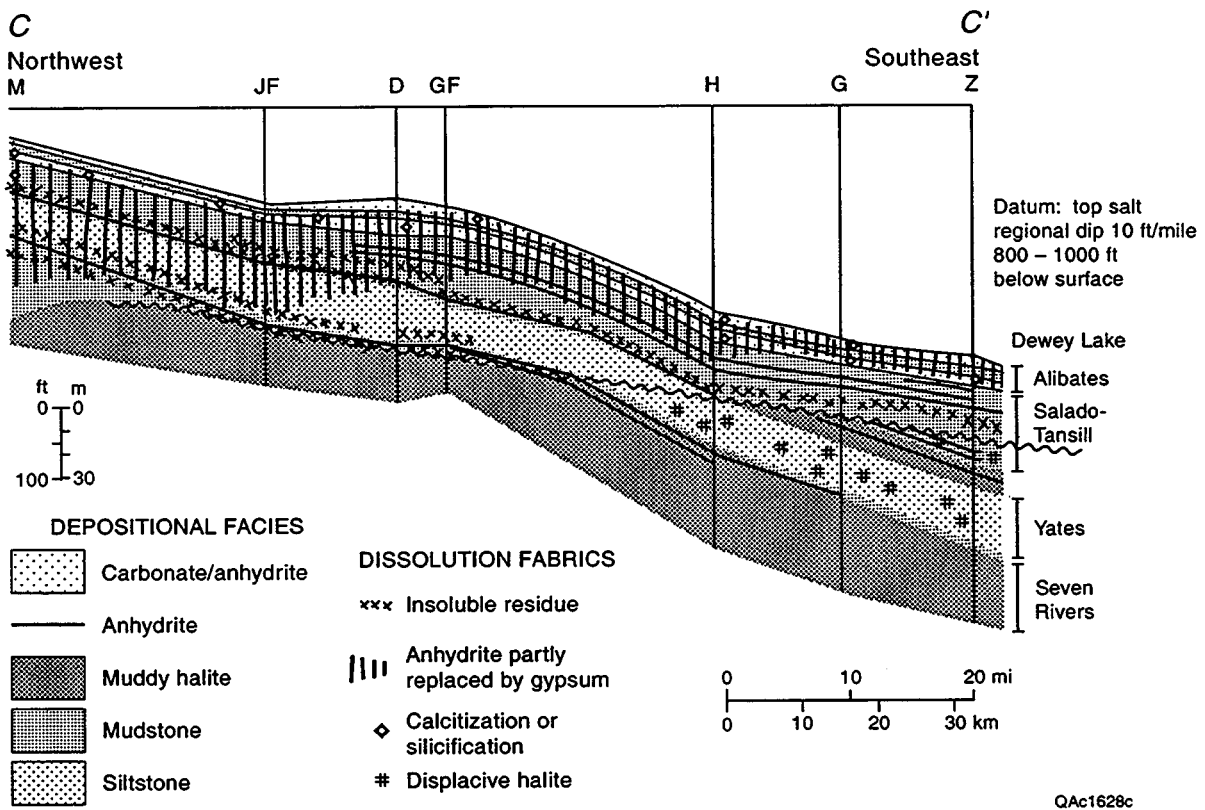 C
C'
Northwest
Southeast
M
JF
D
GF
H
G
Z
Datum: top salt
regional dip 10 ft/mile
800 – 1000 ft
below surface
Dewey Lake
Alibates
Salado-
Tansill
Yates
Seven
Rivers
ft m
0 0
100 30
DEPOSITIONAL FACIES
Carbonate/anhydrite
Anhydrite
Muddy halite
Mudstone
Siltstone
DISSOLUTION FABRICS
xxx Insoluble residue
Anhydrite partly
replaced by gypsum
Calcitization or
silicification
# Displacive halite
0 10 20 mi
0 10 20 30 km
QAc1628c